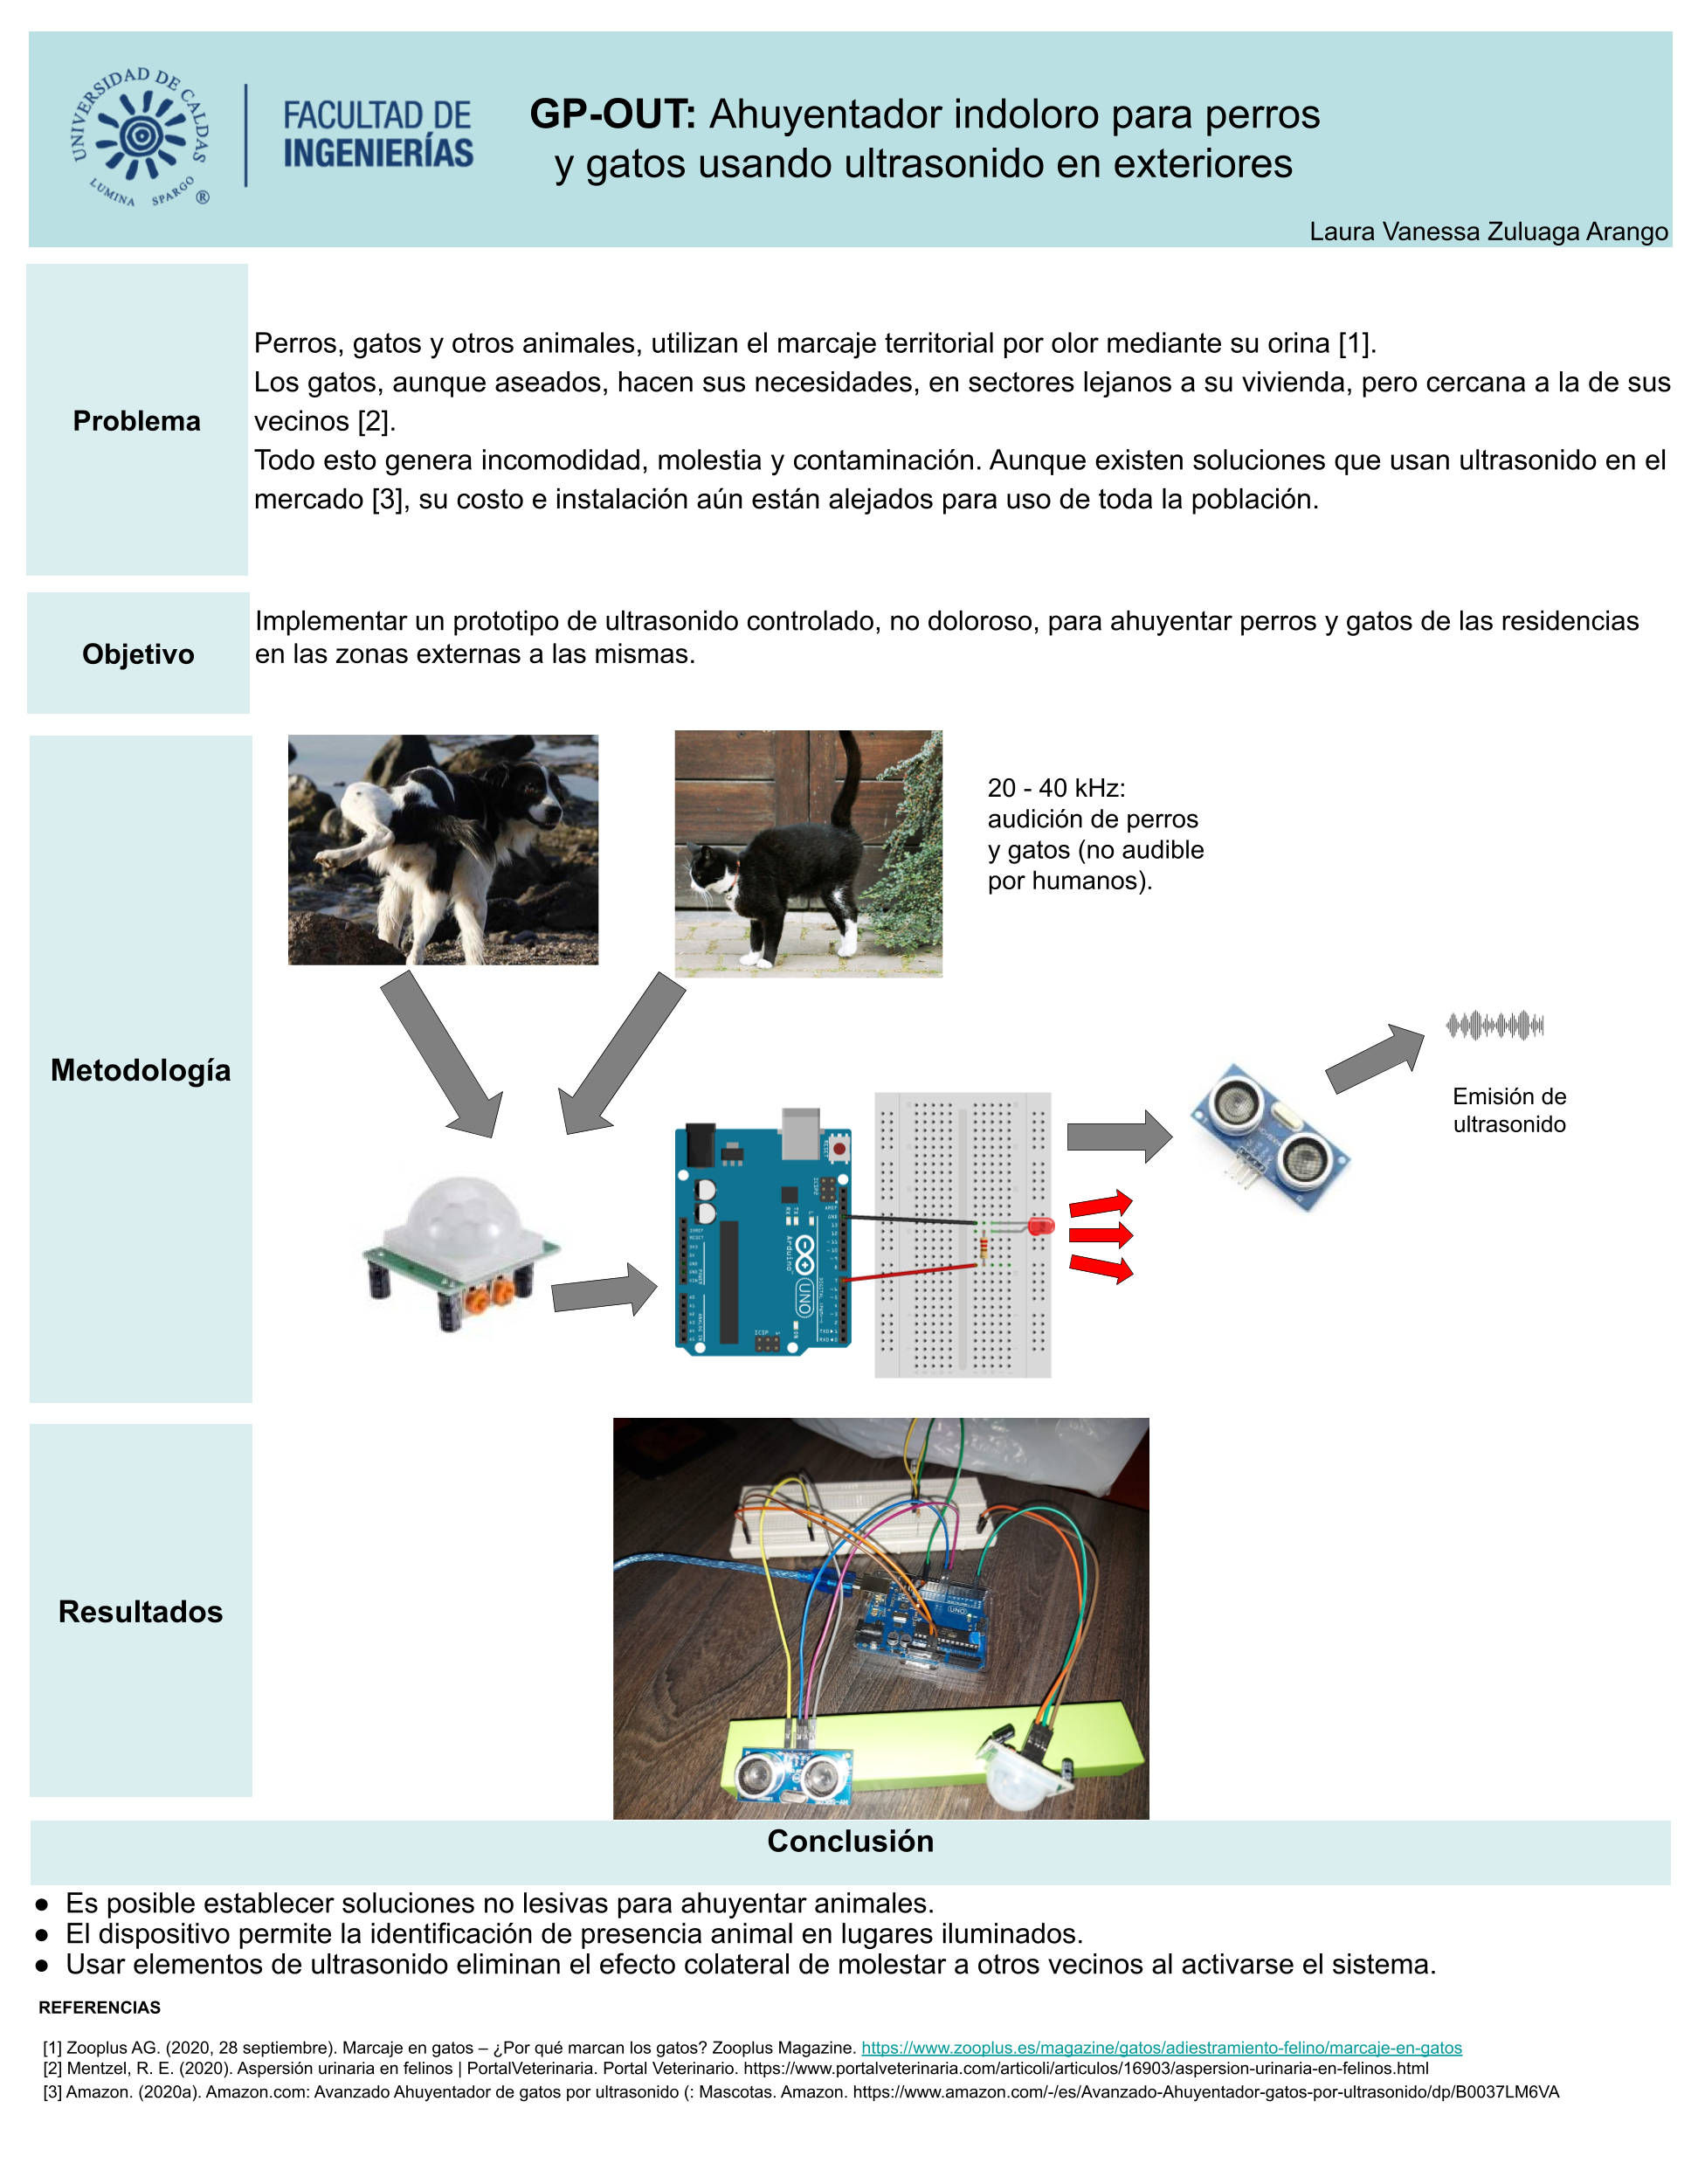 UNIVERSIDAD DE CALDAS
LUMINA SPARGO ®
FACULTAD DE
INGENIERÍAS
GP-OUT: Ahuyentador indoloro para perros
y gatos usando ultrasonido en exteriores
Laura Vanessa Zuluaga Arango
Problema
Perros, gatos y otros animales, utilizan el marcaje territorial por olor mediante su orina [1].
Los gatos, aunque aseados, hacen sus necesidades, en sectores lejanos a su vivienda, pero cercana a la de sus
vecinos [2].
Todo esto genera incomodidad, molestia y contaminación. Aunque existen soluciones que usan ultrasonido en el
mercado [3], su costo e instalación aún están alejados para uso de toda la población.
Objetivo
Implementar un prototipo de ultrasonido controlado, no doloroso, para ahuyentar perros y gatos de las residencias
en las zonas externas a las mismas.
Metodología
20 - 40 kHz:
audición de perros
y gatos (no audible
por humanos).
Emisión de
ultrasonido
Arduino
UNO
RESET
ICSP2
ICSP
ON
Resultados
UNO
Conclusión
● Es posible establecer soluciones no lesivas para ahuyentar animales.
● El dispositivo permite la identificación de presencia animal en lugares iluminados.
● Usar elementos de ultrasonido eliminan el efecto colateral de molestar a otros vecinos al activarse el sistema.
REFERENCIAS
[1] Zooplus AG. (2020, 28 septiembre). Marcaje en gatos – ¿Por qué marcan los gatos? Zooplus Magazine. https://www.zooplus.es/magazine/gatos/adiestramiento-felino/marcaje-en-gatos
[2] Mentzel, R. E. (2020). Aspersión urinaria en felinos | PortalVeterinaria. Portal Veterinario. https://www.portalveterinaria.com/articoli/articulos/16903/aspersion-urinaria-en-felinos.html
[3] Amazon. (2020a). Amazon.com: Avanzado Ahuyentador de gatos por ultrasonido (: Mascotas. Amazon. https://www.amazon.com/-/es/Avanzado-Ahuyentador-gatos-por-ultrasonido/dp/B0037LM6VA